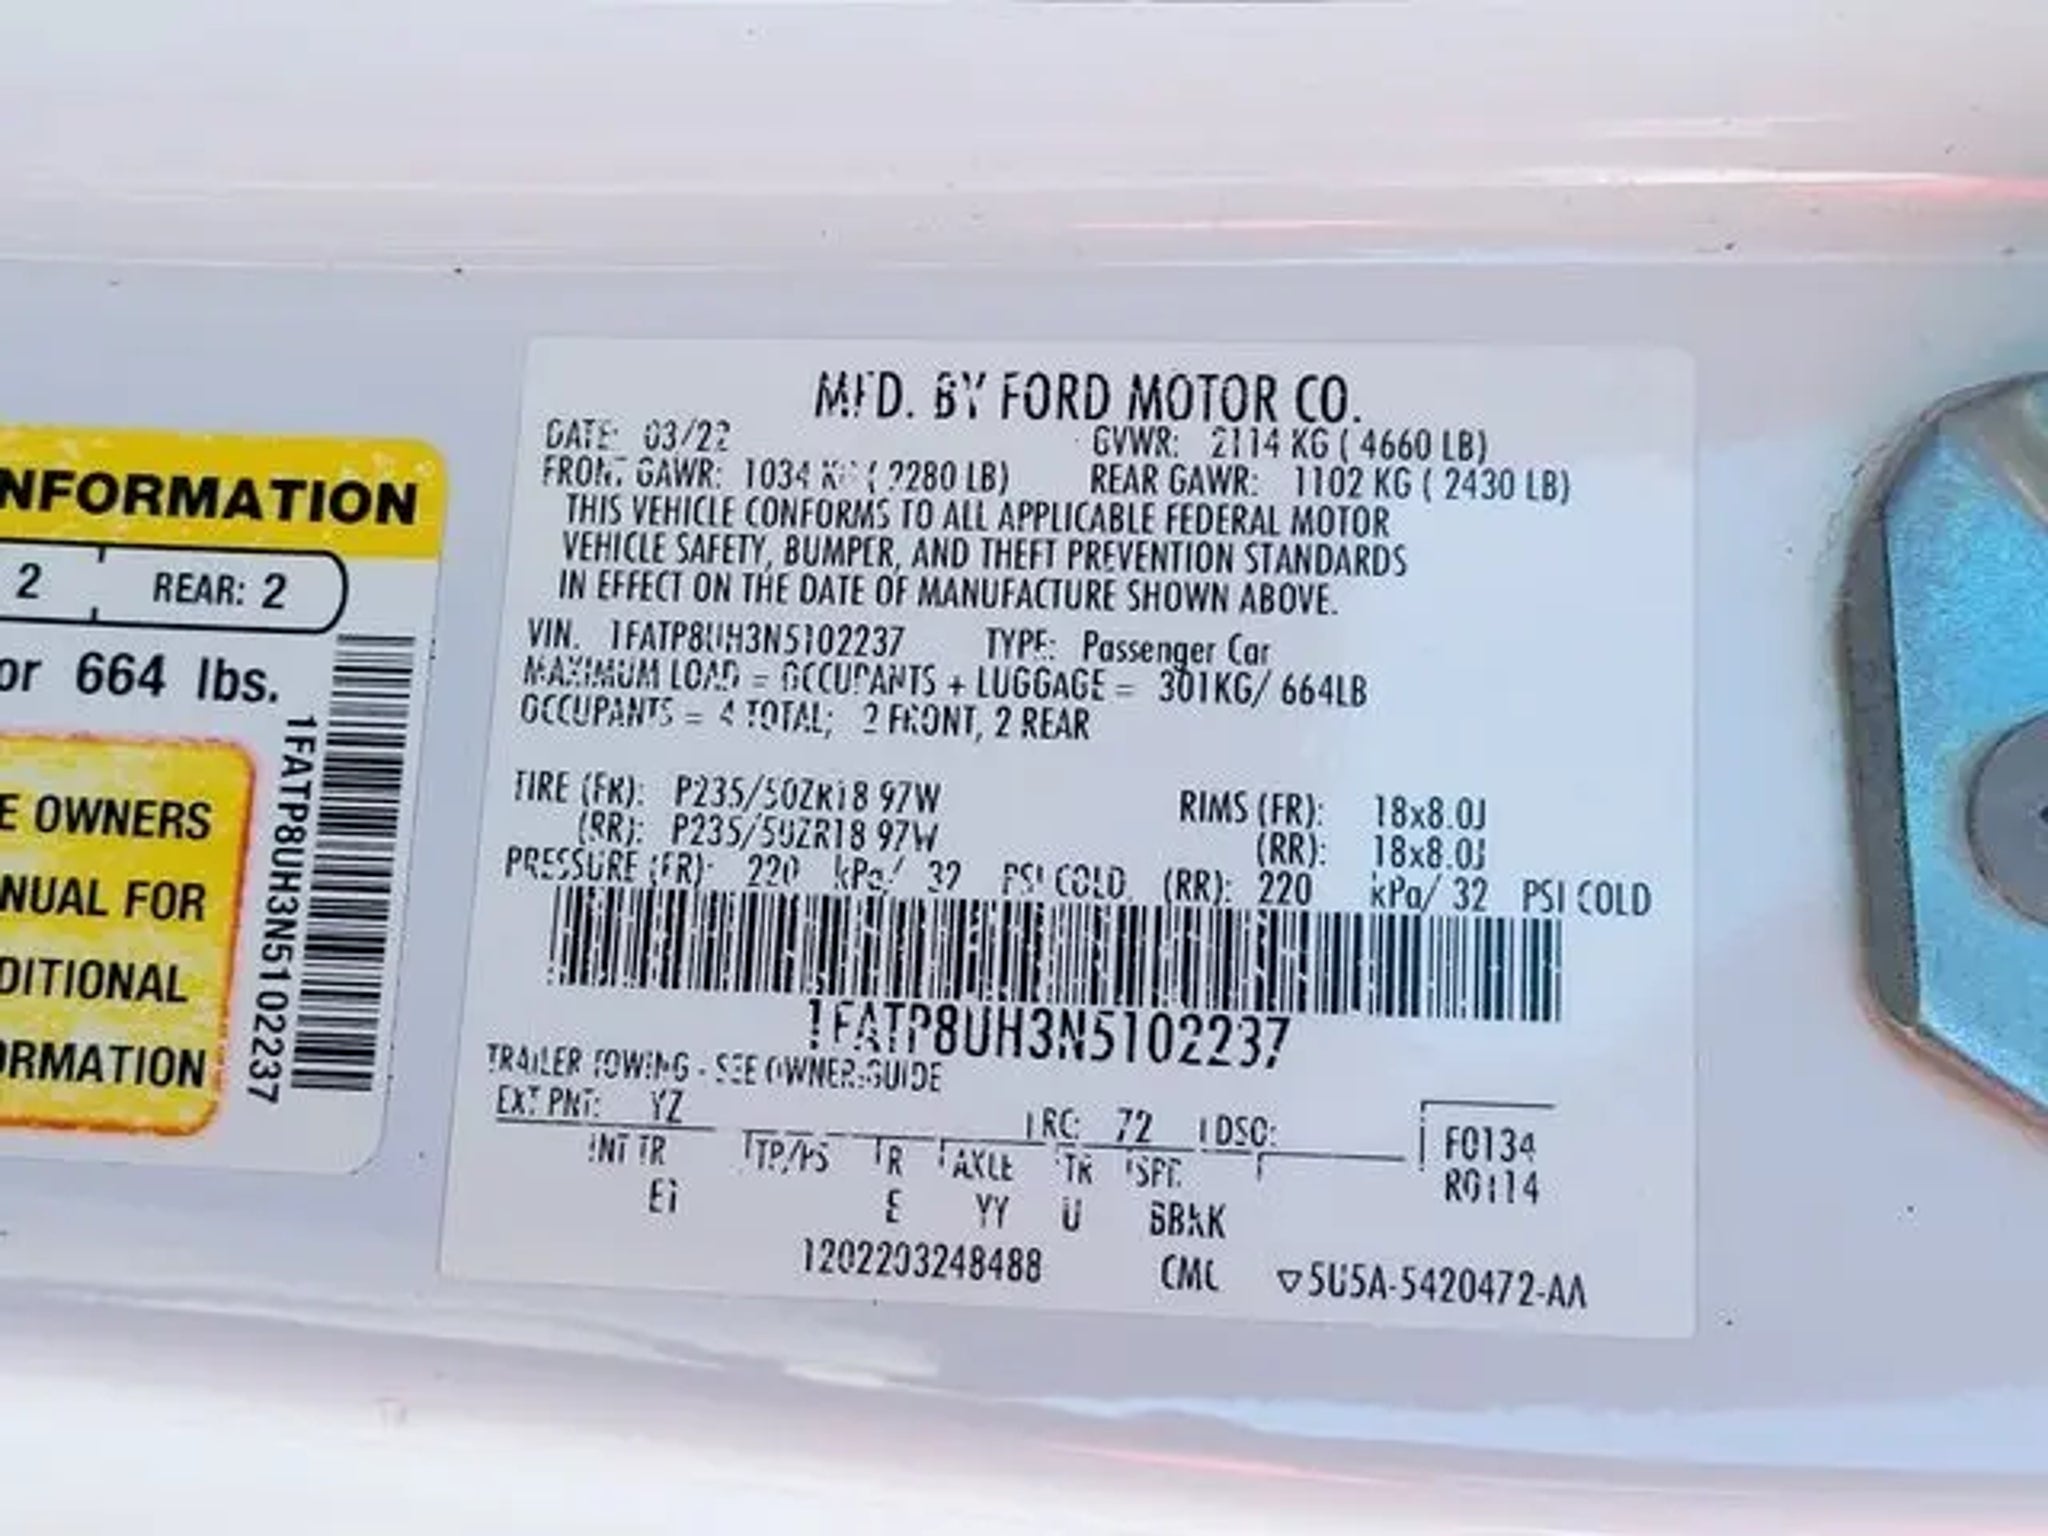 NFORMATION
2 REAR: 2
or 664 lbs.
E OWNERS
NUAL FOR
DITIONAL
ORMATION
1FATP8UH3N5102237
MFD. BY FORD MOTOR CO.
DATE: 03/22 GVWR: 2114 KG ( 4660 LB)
FRONT GAWR: 1034 KG ( 2280 LB) REAR GAWR: 1102 KG ( 2430 LB)
THIS VEHICLE CONFORMS TO ALL APPLICABLE FEDERAL MOTOR
VEHICLE SAFETY, BUMPER, AND THEFT PREVENTION STANDARDS
IN EFFECT ON THE DATE OF MANUFACTURE SHOWN ABOVE.
VIN: 1FATP8UH3N5102237 TYPE: Passenger Car
MAXIMUM LOAD = OCCUPANTS + LUGGAGE = 301KG/ 664LB
OCCUPANTS = 4 TOTAL; 2 FRONT, 2 REAR
TIRE (FR): P235/50ZR18 97W RIMS (FR): 18x8.0J
(RR): P235/50ZR18 97W (RR): 18x8.0J
PRESSURE (FR): 220 kPa/ 32 PSI COLD (RR): 220 kPa/ 32 PSI COLD
1FATP8UH3N5102237
TRAILER TOWING - SEE OWNER GUIDE
EXT PNT: YZ RC: 72 DSO: F0134
INT TR TP/PS R AXLE TR SPR R0114
EI E YY U BBAK
1202203248488 CMC ▽5U5A-5420472-AA